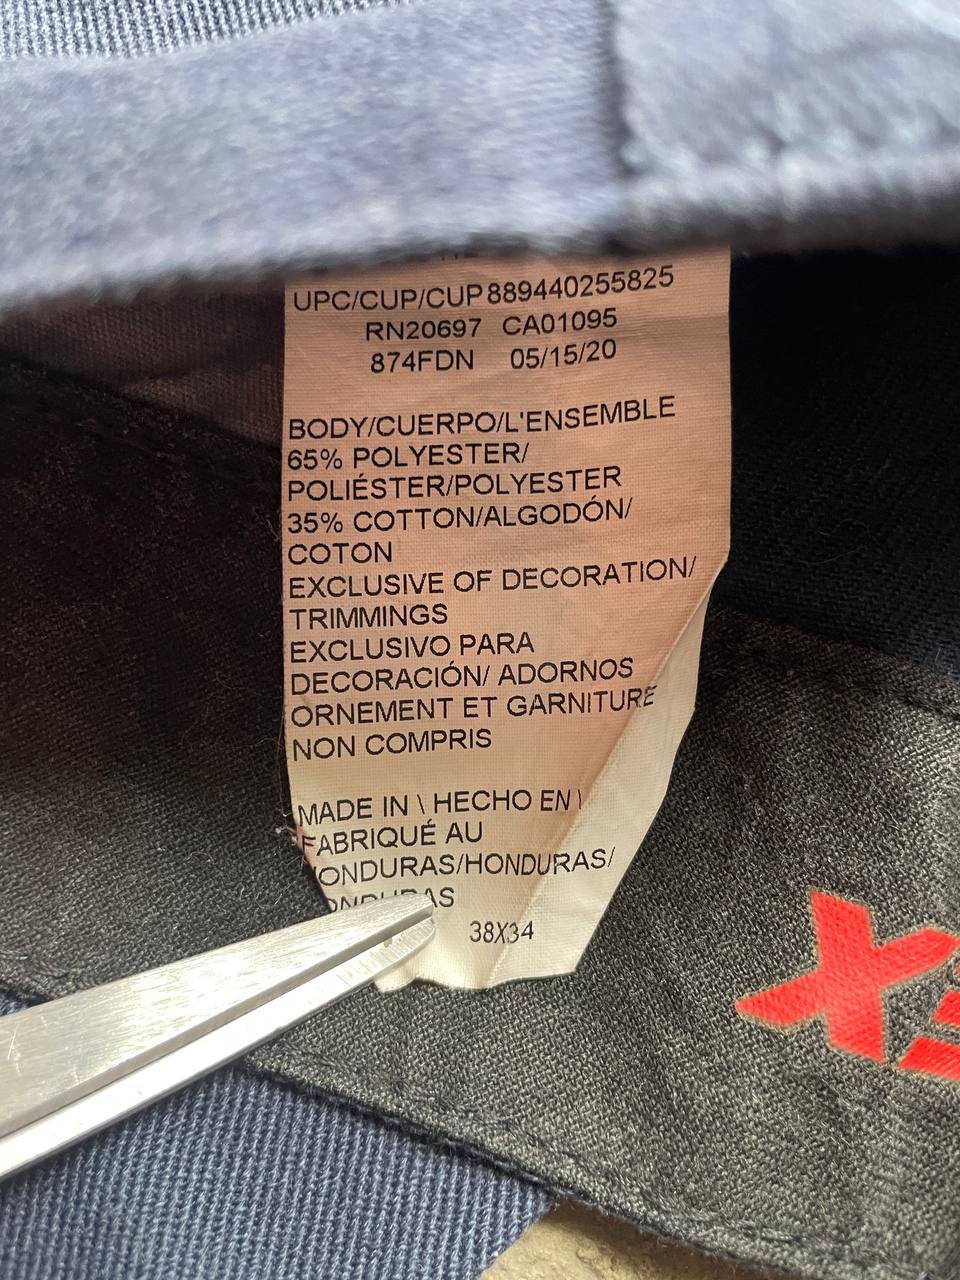 UPC/CUP/CUP 889440255825
RN20697 CA01095
874FDN 05/15/20
BODY/CUERPO/L'ENSEMBLE
65% POLYESTER/
POLIÉSTER/POLYESTER
35% COTTON/ALGODÓN/
COTON
EXCLUSIVE OF DECORATION/
TRIMMINGS
EXCLUSIVO PARA
DECORACIÓN/ ADORNOS
ORNEMENT ET GARNITURE
NON COMPRIS
MADE IN \ HECHO EN \
FABRIQUÉ AU
HONDURAS/HONDURAS/
HONDURAS
38X34